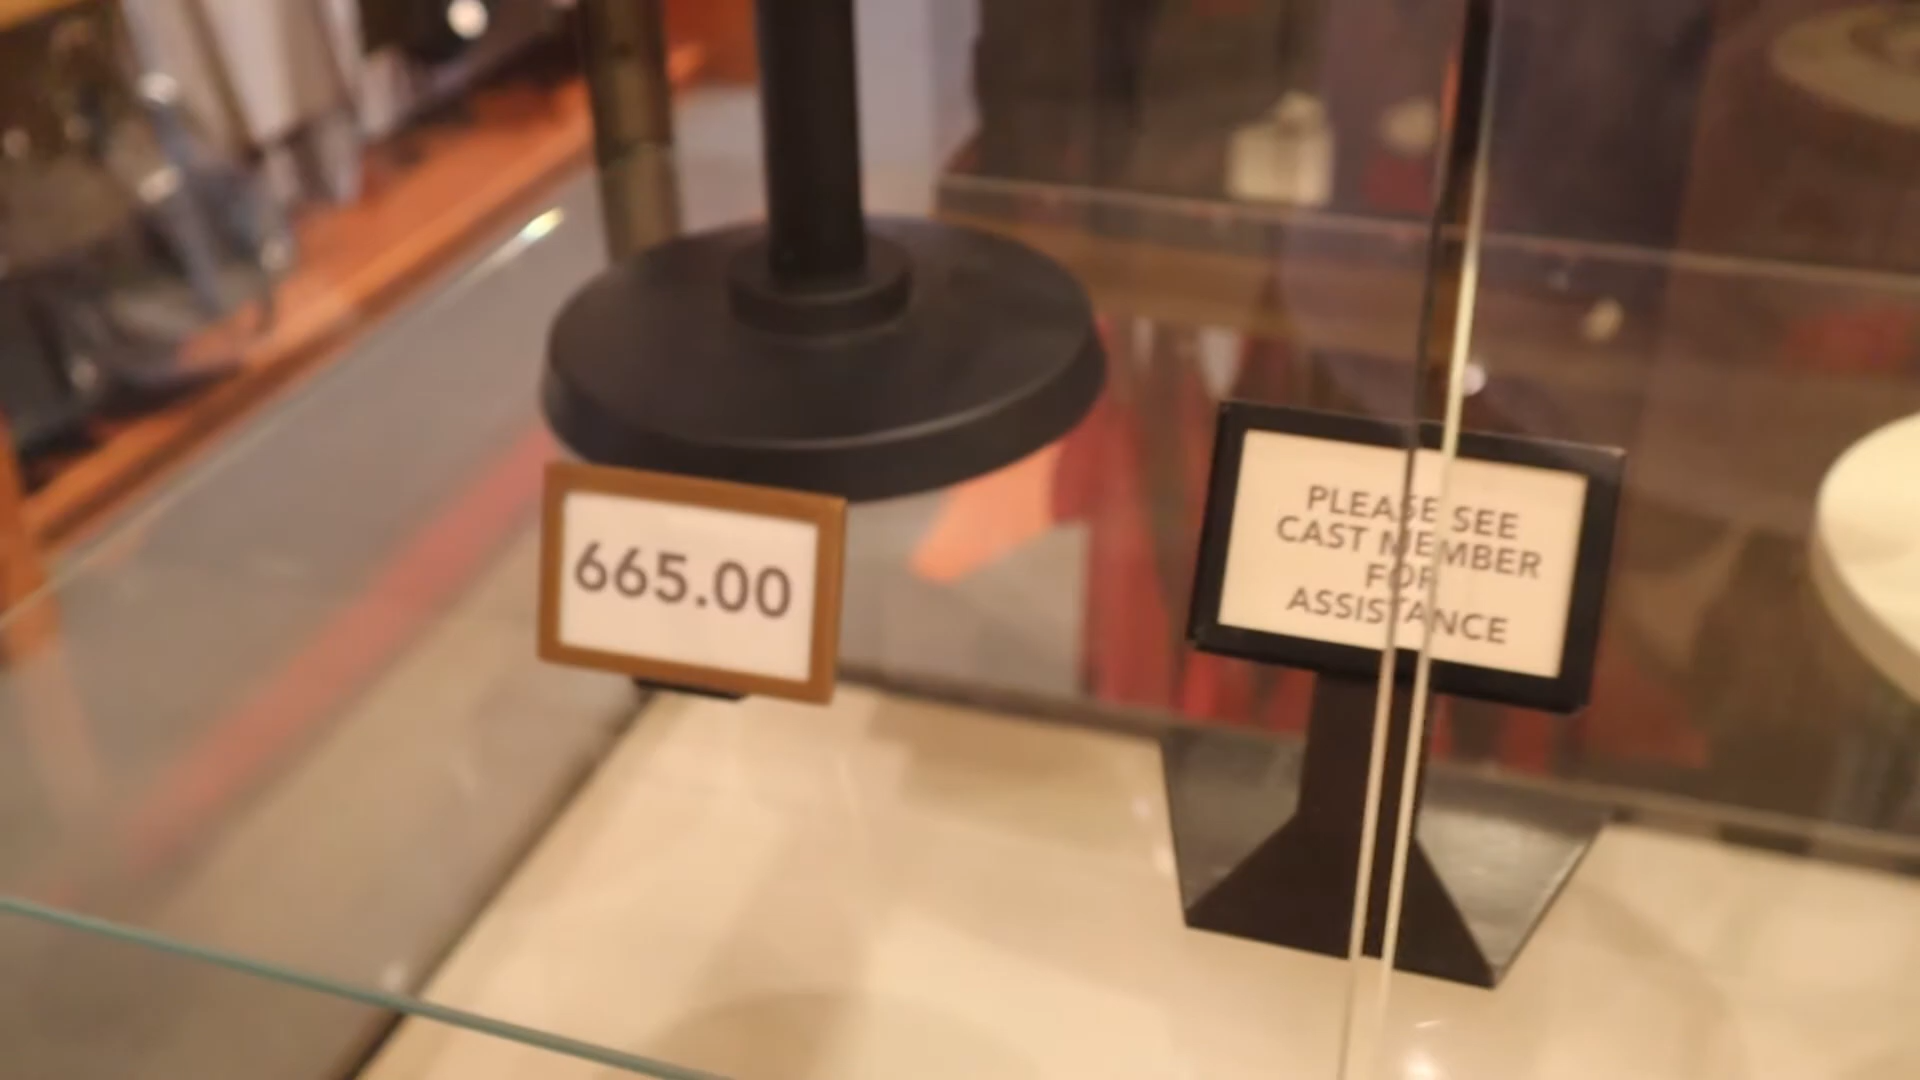 665.00
PLEASE SEE
CAST MEMBER
FOR
ASSISTANCE